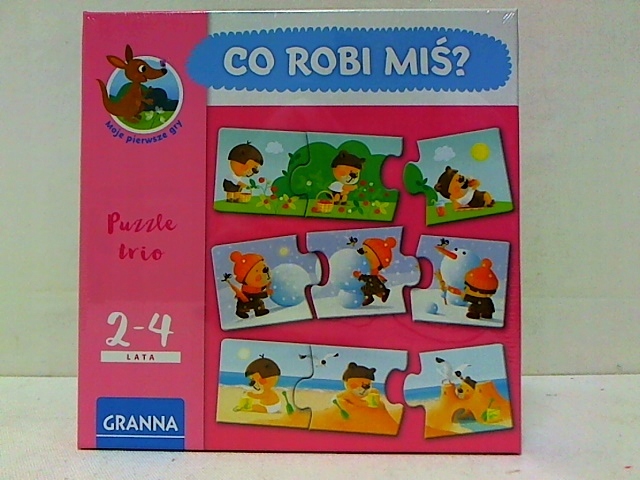 CO ROBI MIŚ?
Moje pierwsze gry
Puzzle
trio
2-4
LATA
GRANNA